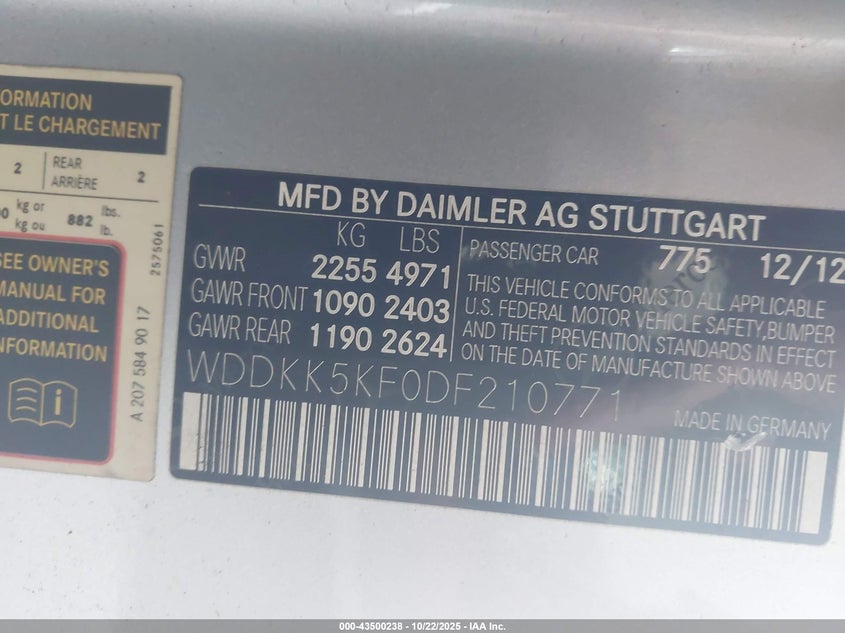 ORMATION
T LE CHARGEMENT
2 REAR ARRIÈRE 2
0 kg or kg ou 882 lbs. lb.
SEE OWNER'S
MANUAL FOR
ADDITIONAL
INFORMATION
i
A 207 584 90 17
2575061
MFD BY DAIMLER AG STUTTGART
KG LBS
GVWR 2255 4971
GAWR FRONT 1090 2403
GAWR REAR 1190 2624
PASSENGER CAR 775 12/12
THIS VEHICLE CONFORMS TO ALL APPLICABLE
U.S. FEDERAL MOTOR VEHICLE SAFETY,BUMPER
AND THEFT PREVENTION STANDARDS IN EFFECT
ON THE DATE OF MANUFACTURE SHOWN ABOVE.
WDDKK5KF0DF210771
MADE IN GERMANY
000-43500238 - 10/22/2025 - IAA Inc.